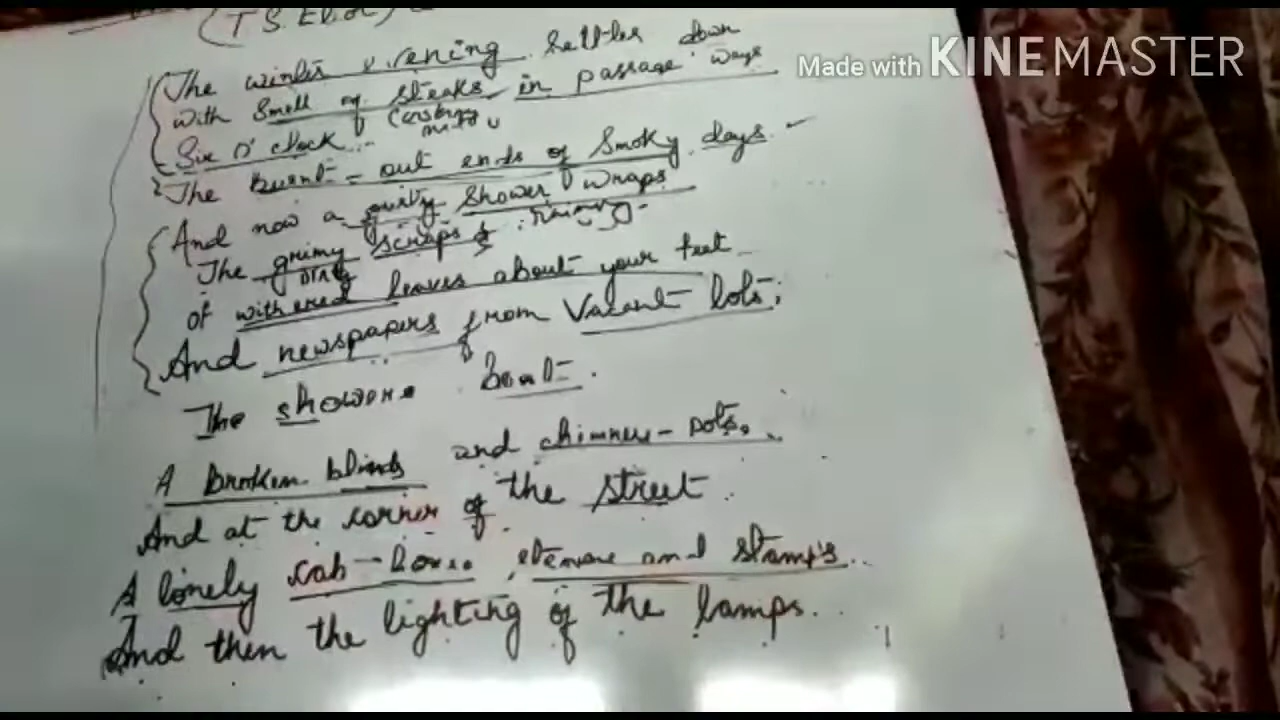 (T S. Eliot)
Made with KINEMASTER
The winter evening settles down
with smell of steaks in passage ways
Six O' clock.
The burnt-out ends of smoky days.
And now a gusty shower wraps
: raining
The grimy scraps
Dirty
of withered leaves about your feet
And newspapers from Vacant lots;
The showers beat.
A broken blinds and chimney-pots,
And at the corner of the street
A lonely cab-horse steams and stamps.
And then the lighting of the lamps.